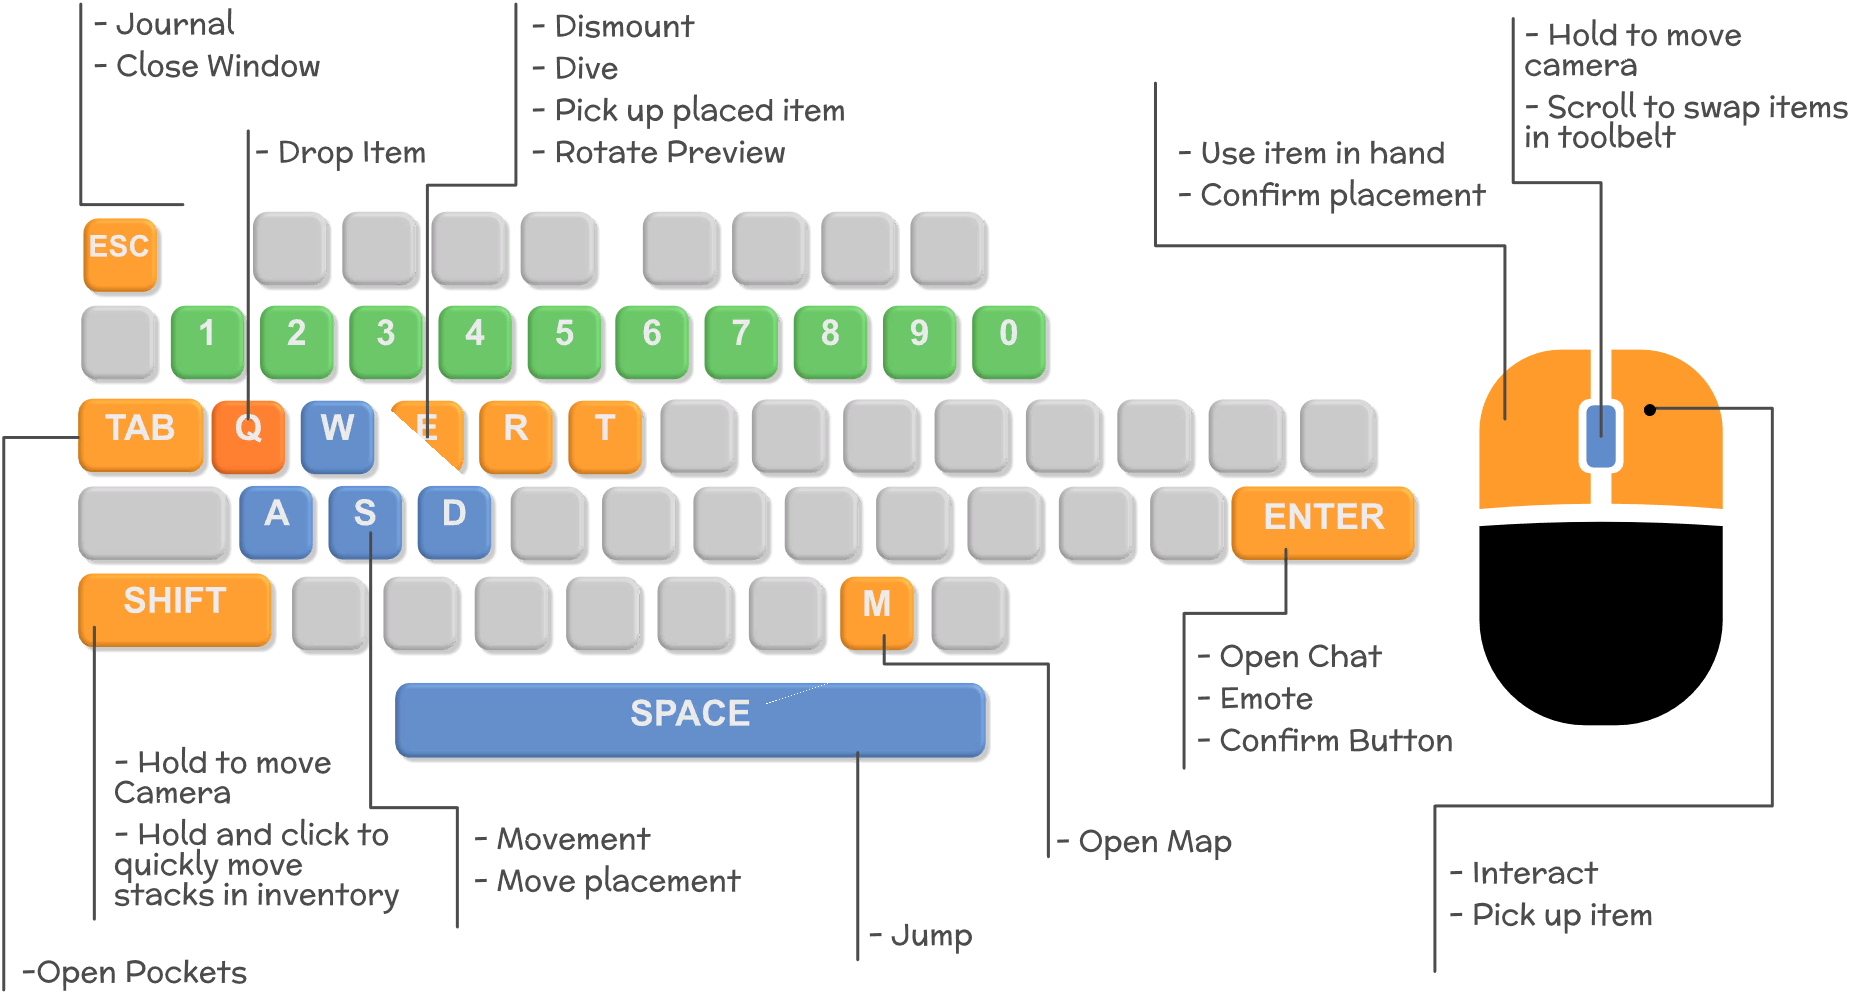 - Journal
- Close Window
- Drop Item
- Dismount
- Dive
- Pick up placed item
- Rotate Preview
- Use item in hand
- Confirm placement
- Hold to move
camera
- Scroll to swap items
in toolbelt
ESC
1 2 3 4 5 6 7 8 9 0
TAB Q W E R T
A S D ENTER
SHIFT M
SPACE
- Open Chat
- Emote
- Confirm Button
- Hold to move
Camera
- Hold and click to
quickly move
stacks in inventory
- Movement
- Move placement
- Open Map
- Interact
- Pick up item
- Jump
-Open Pockets